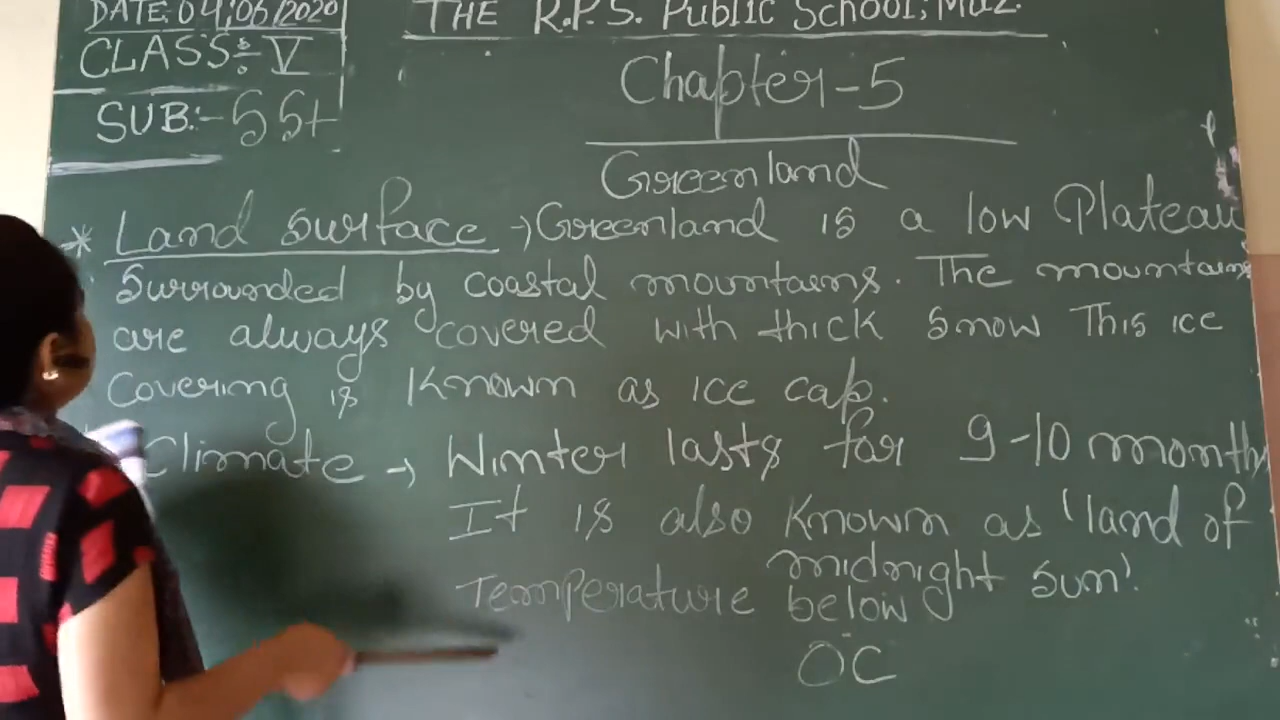 DATE: 04/06/2020
THE R.P.S. Public School, Muz.
CLASS:- V
SUB:- SSt
Chapter-5
Greenland
* Land surface → Greenland is a low Plateau
surrounded by coastal mountains. The mountains
are always covered with thick snow This ice
covering is known as ice cap.
Climate → Winter lasts for 9-10 months
It is also known as 'land of
midnight sun'.
Temperature below
0C